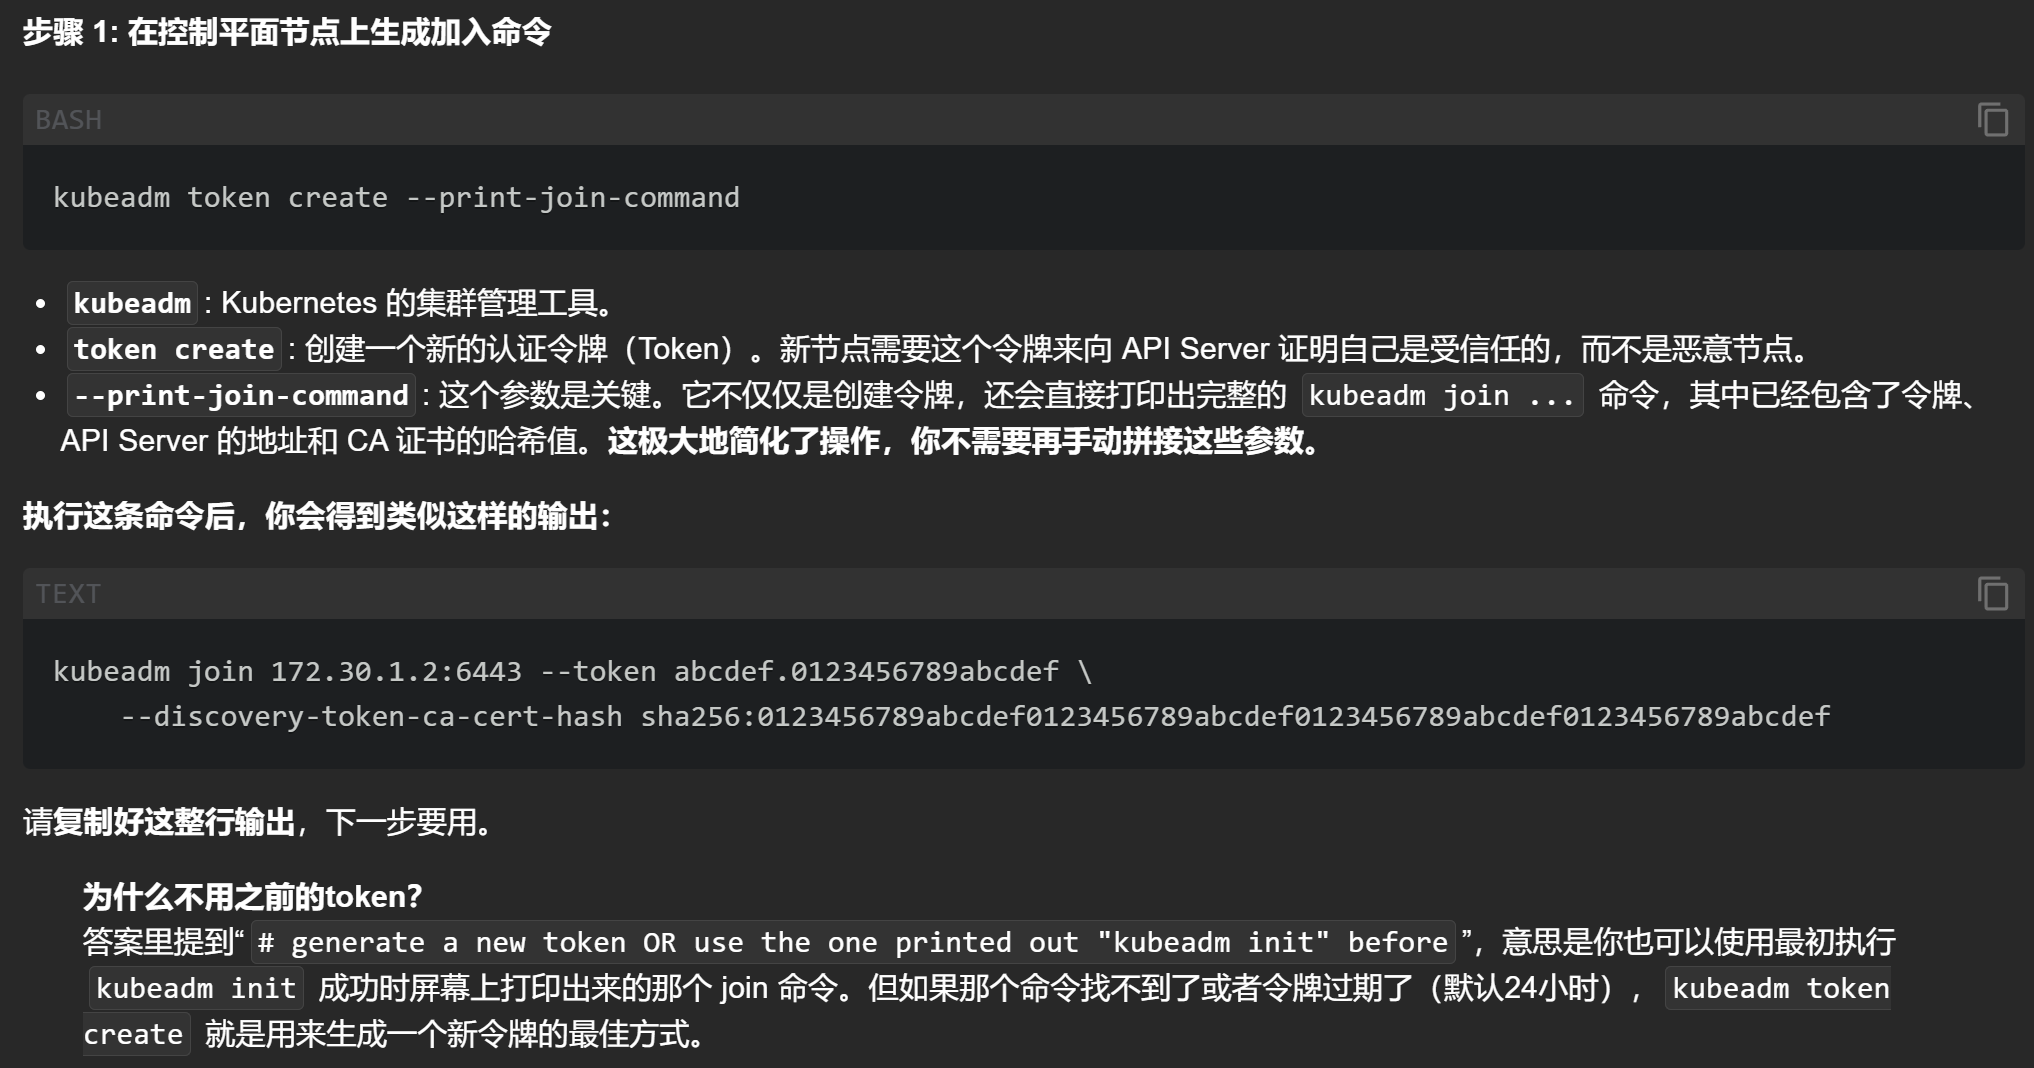 步骤 1: 在控制平面节点上生成加入命令
BASH
kubeadm token create --print-join-command
• kubeadm : Kubernetes 的集群管理工具。
• token create : 创建一个新的认证令牌（Token）。新节点需要这个令牌来向 API Server 证明自己是受信任的，而不是恶意节点。
• --print-join-command : 这个参数是关键。它不仅仅是创建令牌，还会直接打印出完整的 kubeadm join ... 命令，其中已经包含了令牌、
API Server 的地址和 CA 证书的哈希值。这极大地简化了操作，你不需要再手动拼接这些参数。
执行这条命令后，你会得到类似这样的输出：
TEXT
kubeadm join 172.30.1.2:6443 --token abcdef.0123456789abcdef \
    --discovery-token-ca-cert-hash sha256:0123456789abcdef0123456789abcdef0123456789abcdef0123456789abcdef
请复制好这整行输出，下一步要用。
为什么不用之前的token？
答案里提到“ # generate a new token OR use the one printed out "kubeadm init" before ”，意思是你也可以使用最初执行
kubeadm init 成功时屏幕上打印出来的那个 join 命令。但如果那个命令找不到了或者令牌过期了（默认24小时），kubeadm token
create 就是用来生成一个新令牌的最佳方式。